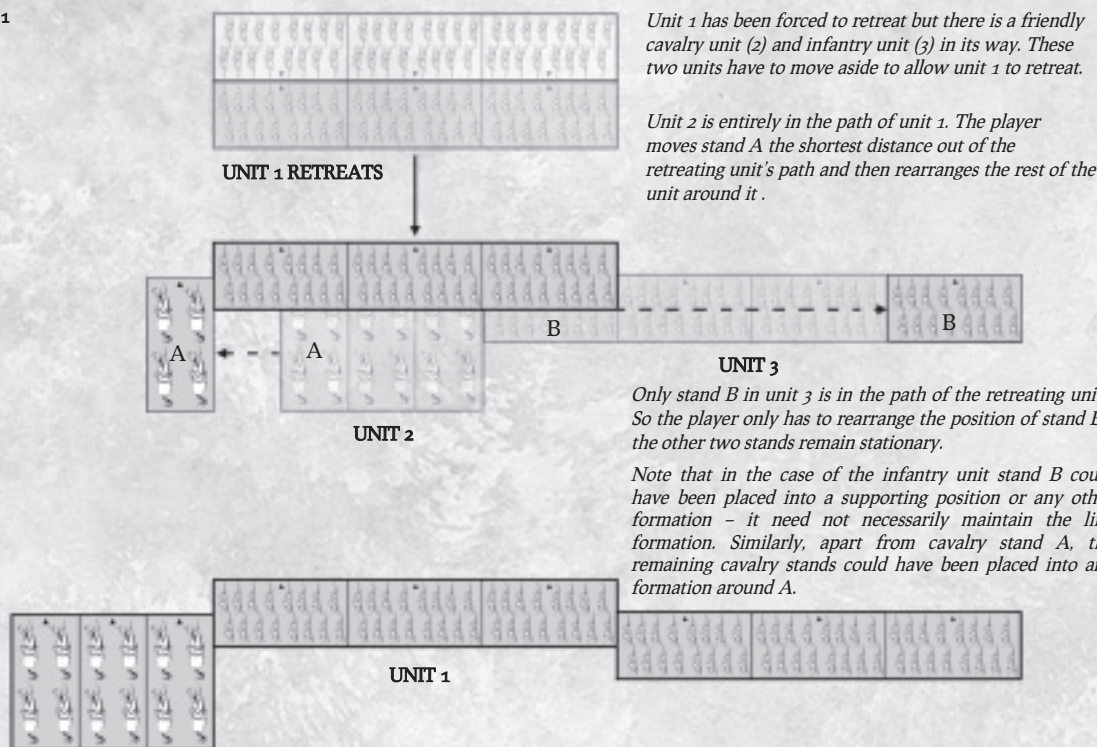 1
Unit 1 has been forced to retreat but there is a friendly
cavalry unit (2) and infantry unit (3) in its way. These
two units have to move aside to allow unit 1 to retreat.
Unit 2 is entirely in the path of unit 1. The player
moves stand A the shortest distance out of the
retreating unit's path and then rearranges the rest of the
unit around it .
UNIT 1 RETREATS
A
A
B
B
UNIT 3
UNIT 2
Only stand B in unit 3 is in the path of the retreating
So the player only has to rearrange the position of stand
the other two stands remain stationary.
Note that in the case of the infantry unit stand B
have been placed into a supporting position or any
formation – it need not necessarily maintain the
formation. Similarly, apart from cavalry stand A,
remaining cavalry stands could have been placed into
formation around A.
UNIT 1